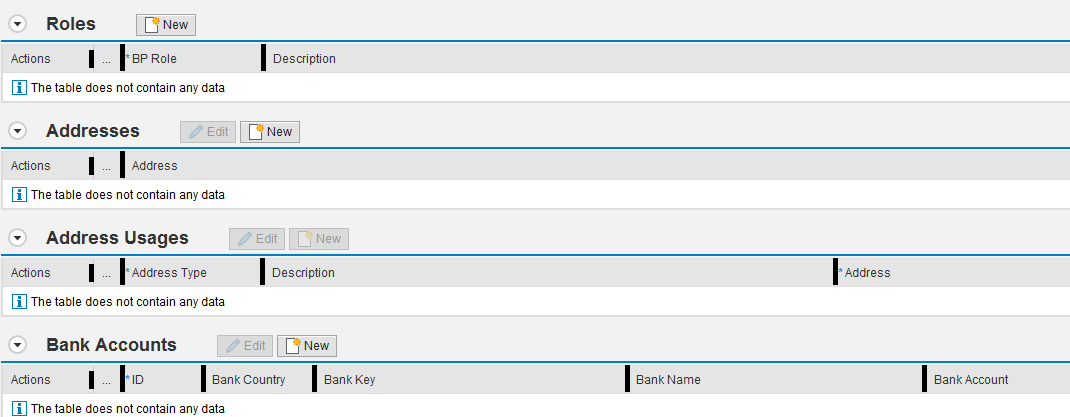 Roles New
Actions ... * BP Role Description
The table does not contain any data
Addresses Edit New
Actions ... Address
The table does not contain any data
Address Usages Edit New
Actions ... * Address Type Description * Address
The table does not contain any data
Bank Accounts Edit New
Actions ... * ID Bank Country Bank Key Bank Name Bank Account
The table does not contain any data